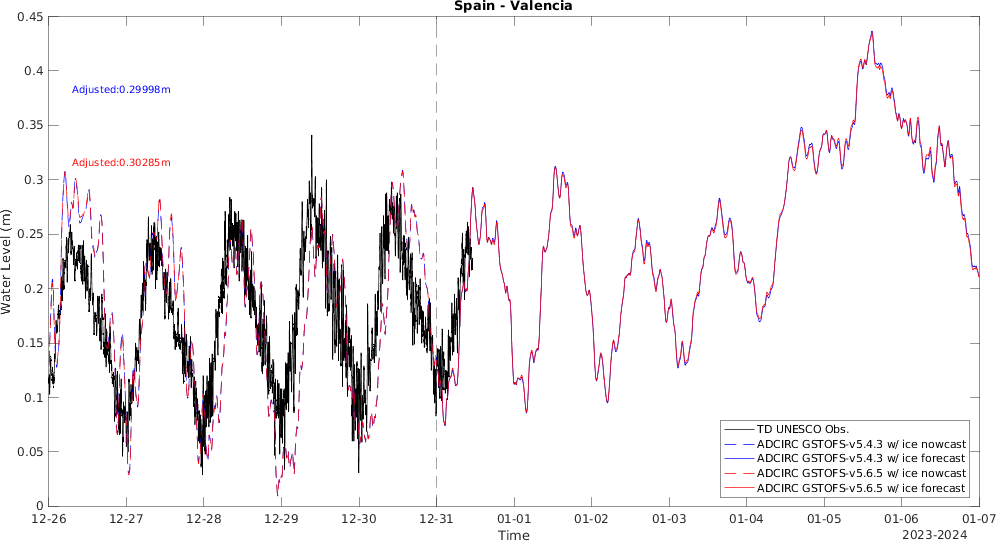 Spain - Valencia
Water Level (m)
0.45
0.4
0.35
0.3
0.25
0.2
0.15
0.1
0.05
0
Adjusted:0.29998m
Adjusted:0.30285m
TD UNESCO Obs.
ADCIRC GSTOFS-v5.4.3 w/ ice nowcast
ADCIRC GSTOFS-v5.4.3 w/ ice forecast
ADCIRC GSTOFS-v5.6.5 w/ ice nowcast
ADCIRC GSTOFS-v5.6.5 w/ ice forecast
12-26 12-27 12-28 12-29 12-30 12-31 01-01 01-02 01-03 01-04 01-05 01-06 01-07
Time
2023-2024